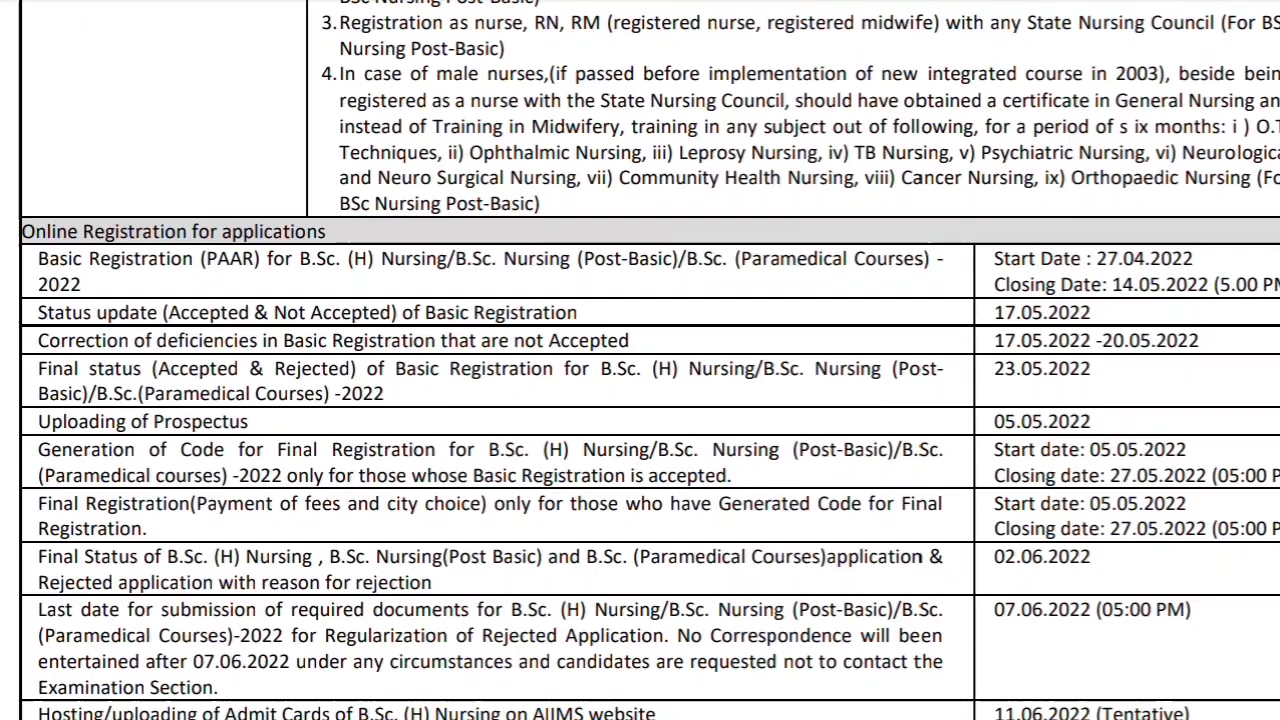 BSc Nursing Post-Basic)
3. Registration as nurse, RN, RM (registered nurse, registered midwife) with any State Nursing Council (For BS
Nursing Post-Basic)
4. In case of male nurses,(if passed before implementation of new integrated course in 2003), beside bein
registered as a nurse with the State Nursing Council, should have obtained a certificate in General Nursing an
instead of Training in Midwifery, training in any subject out of following, for a period of s ix months: i ) O.T
Techniques, ii) Ophthalmic Nursing, iii) Leprosy Nursing, iv) TB Nursing, v) Psychiatric Nursing, vi) Neurologica
and Neuro Surgical Nursing, vii) Community Health Nursing, viii) Cancer Nursing, ix) Orthopaedic Nursing (Fo
BSc Nursing Post-Basic)
Online Registration for applications
Basic Registration (PAAR) for B.Sc. (H) Nursing/B.Sc. Nursing (Post-Basic)/B.Sc. (Paramedical Courses) -
2022
Start Date : 27.04.2022
Closing Date: 14.05.2022 (5.00 PM
Status update (Accepted & Not Accepted) of Basic Registration
17.05.2022
Correction of deficiencies in Basic Registration that are not Accepted
17.05.2022 -20.05.2022
Final status (Accepted & Rejected) of Basic Registration for B.Sc. (H) Nursing/B.Sc. Nursing (Post-
Basic)/B.Sc.(Paramedical Courses) -2022
23.05.2022
Uploading of Prospectus
05.05.2022
Generation of Code for Final Registration for B.Sc. (H) Nursing/B.Sc. Nursing (Post-Basic)/B.Sc.
(Paramedical courses) -2022 only for those whose Basic Registration is accepted.
Start date: 05.05.2022
Closing date: 27.05.2022 (05:00 P
Final Registration(Payment of fees and city choice) only for those who have Generated Code for Final
Registration.
Start date: 05.05.2022
Closing date: 27.05.2022 (05:00 P
Final Status of B.Sc. (H) Nursing , B.Sc. Nursing(Post Basic) and B.Sc. (Paramedical Courses)application &
Rejected application with reason for rejection
02.06.2022
Last date for submission of required documents for B.Sc. (H) Nursing/B.Sc. Nursing (Post-Basic)/B.Sc.
(Paramedical Courses)-2022 for Regularization of Rejected Application. No Correspondence will been
entertained after 07.06.2022 under any circumstances and candidates are requested not to contact the
Examination Section.
07.06.2022 (05:00 PM)
Hosting/uploading of Admit Cards of B.Sc. (H) Nursing on AIIMS website
11.06.2022 (Tentative)